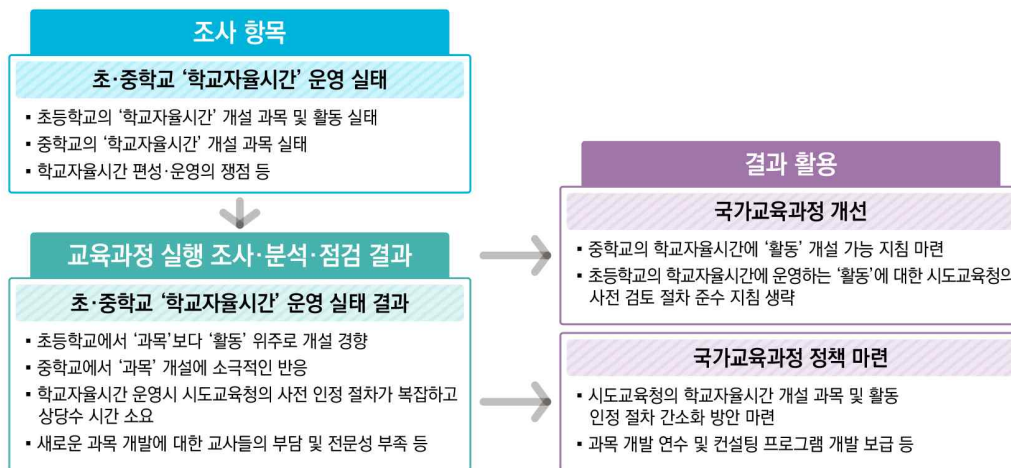 조사 항목
초·중학교 ‘학교자율시간’ 운영 실태
▪ 초등학교의 ‘학교자율시간’ 개설 과목 및 활동 실태
▪ 중학교의 ‘학교자율시간’ 개설 과목 실태
▪ 학교자율시간 편성·운영의 쟁점 등
교육과정 실행 조사·분석·점검 결과
초·중학교 ‘학교자율시간’ 운영 실태 결과
▪ 초등학교에서 ‘과목’보다 ‘활동’ 위주로 개설 경향
▪ 중학교에서 ‘과목’ 개설에 소극적인 반응
▪ 학교자율시간 운영시 시도교육청의 사전 인정 절차가 복잡하고
상당수 시간 소요
▪ 새로운 과목 개발에 대한 교사들의 부담 및 전문성 부족 등
결과 활용
국가교육과정 개선
▪ 중학교의 학교자율시간에 ‘활동’ 개설 가능 지침 마련
▪ 초등학교의 학교자율시간에 운영하는 ‘활동’에 대한 시도교육청의
사전 검토 절차 준수 지침 생략
국가교육과정 정책 마련
▪ 시도교육청의 학교자율시간 개설 과목 및 활동
인정 절차 간소화 방안 마련
▪ 과목 개발 연수 및 컨설팅 프로그램 개발 보급 등